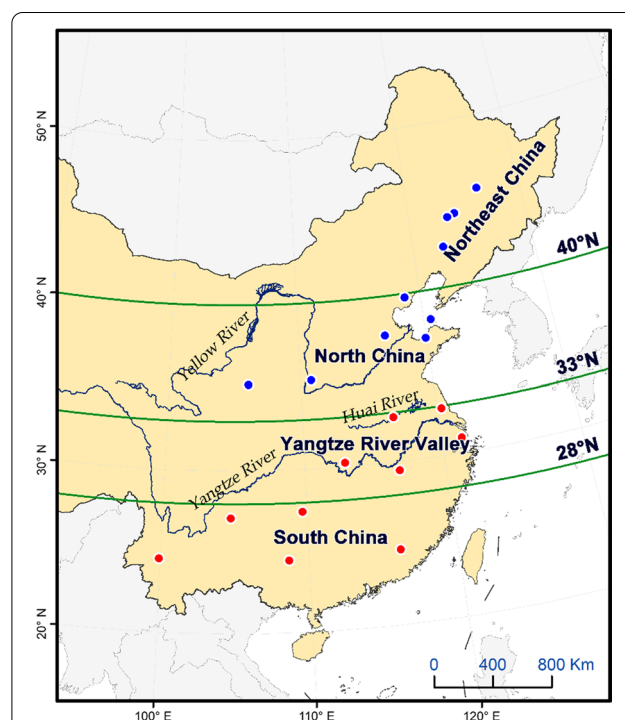 50° N
Northeast China
40°N
40° N
Yellow River
North China
33°N
Huai River
30° N
Yangtze River Valley
28°N
Yangtze River
South China
20° N
0 400 800 Km
100° E 110° E 120° E